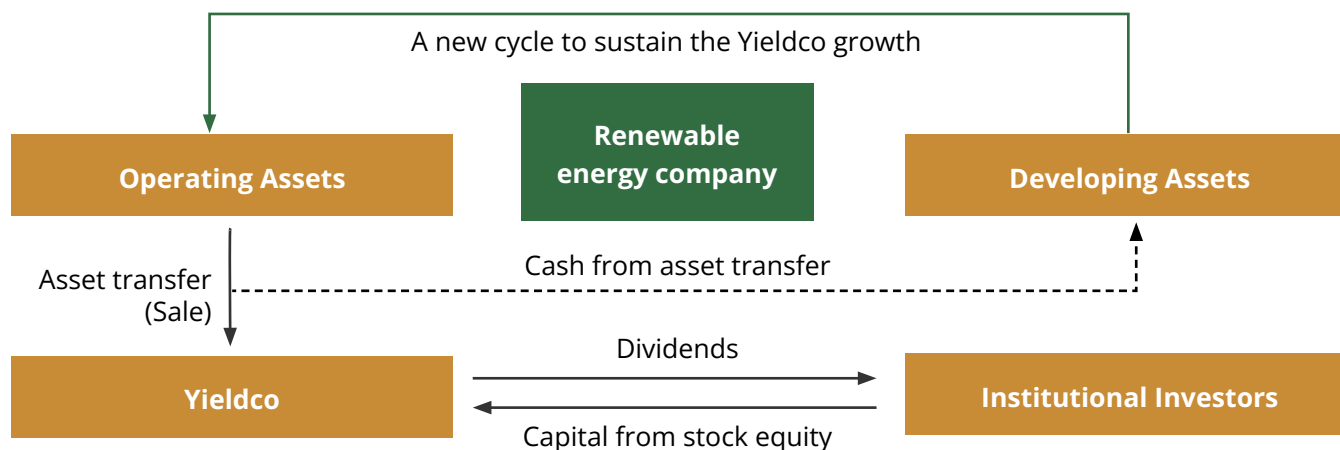 A new cycle to sustain the Yieldco growth
Renewable
energy company
Operating Assets
Developing Assets
Asset transfer
(Sale)
Cash from asset transfer
Dividends
Yieldco
Institutional Investors
Capital from stock equity